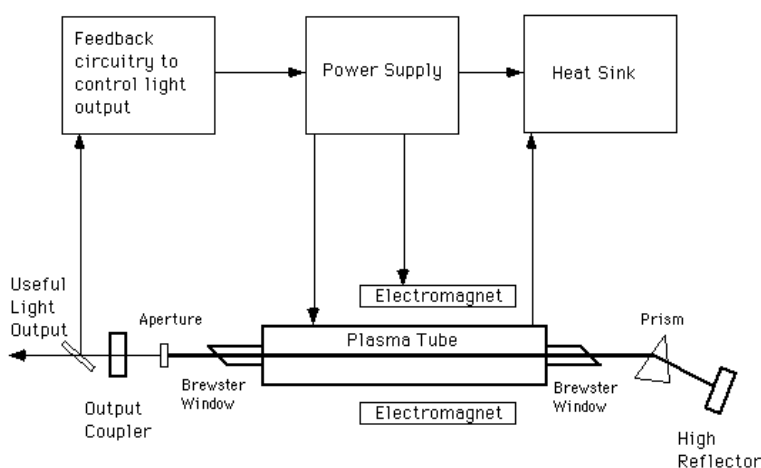 Feedback
circuitry to
control light
output
Power Supply
Heat Sink
Useful
Light
Output
Aperture
Electromagnet
Plasma Tube
Prism
Brewster
Window
Brewster
Window
Output
Coupler
Electromagnet
High
Reflector